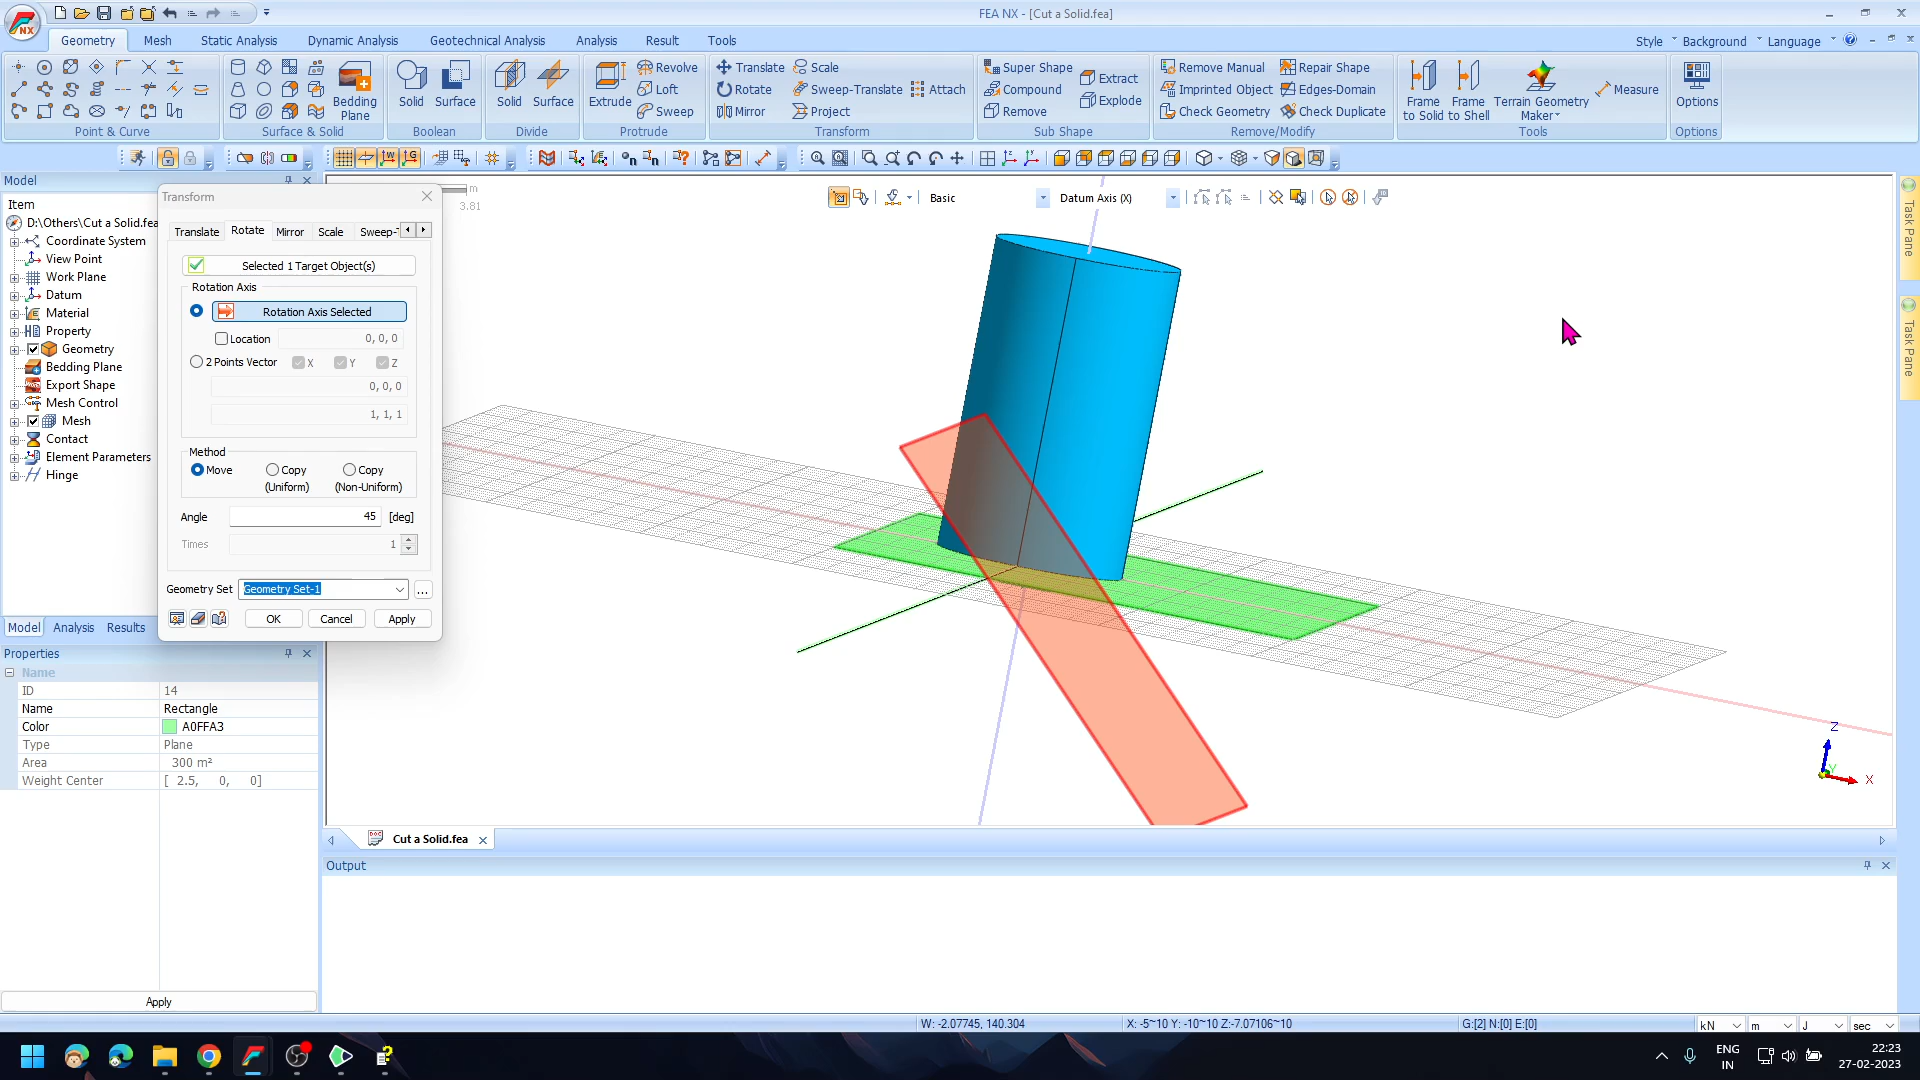 FEA NX - [Cut a Solid.fea]
Geometry Mesh Static Analysis Dynamic Analysis Geotechnical Analysis Analysis Result Tools Style Background Language
Bedding Plane
Solid Surface
Solid Surface
Extrude
Revolve
Loft
Sweep
Translate Scale
Rotate Sweep-Translate Attach
Mirror Project
Super Shape
Compound
Remove
Extract
Explode
Remove Manual Repair Shape
Imprinted Object Edges-Domain
Check Geometry Check Duplicate
Frame to Solid
Frame to Shell
Terrain Geometry Maker
Measure
Options
Point & Curve Surface & Solid Boolean Divide Protrude Transform Sub Shape Remove/Modify Tools Options
Model
Item
D:\Others\Cut a Solid.fea
Coordinate System
View Point
Work Plane
Datum
Material
Property
Geometry
Bedding Plane
Export Shape
Mesh Control
Mesh
Contact
Element Parameters
Hinge
Model Analysis Results
Transform
Translate Rotate Mirror Scale Sweep-T
Selected 1 Target Object(s)
Rotation Axis
Rotation Axis Selected
Location 0, 0, 0
2 Points Vector X Y Z
0, 0, 0
1, 1, 1
Method
Move Copy (Uniform) Copy (Non-Uniform)
Angle 45 [deg]
Times 1
Geometry Set Geometry Set-1 ...
OK Cancel Apply
m
3.81
Basic Datum Axis (X)
Task Pane
Task Pane
Z
Y
X
Properties
Name
ID 14
Name Rectangle
Color A0FFA3
Type Plane
Area 300 m²
Weight Center [ 2.5, 0, 0]
Apply
Cut a Solid.fea
Output
W: -2.07745, 140.304 X: -5~10 Y: -10~10 Z:-7.07106~10 G:[2] N:[0] E:[0] kN m J sec
ENG
IN
22:23
27-02-2023